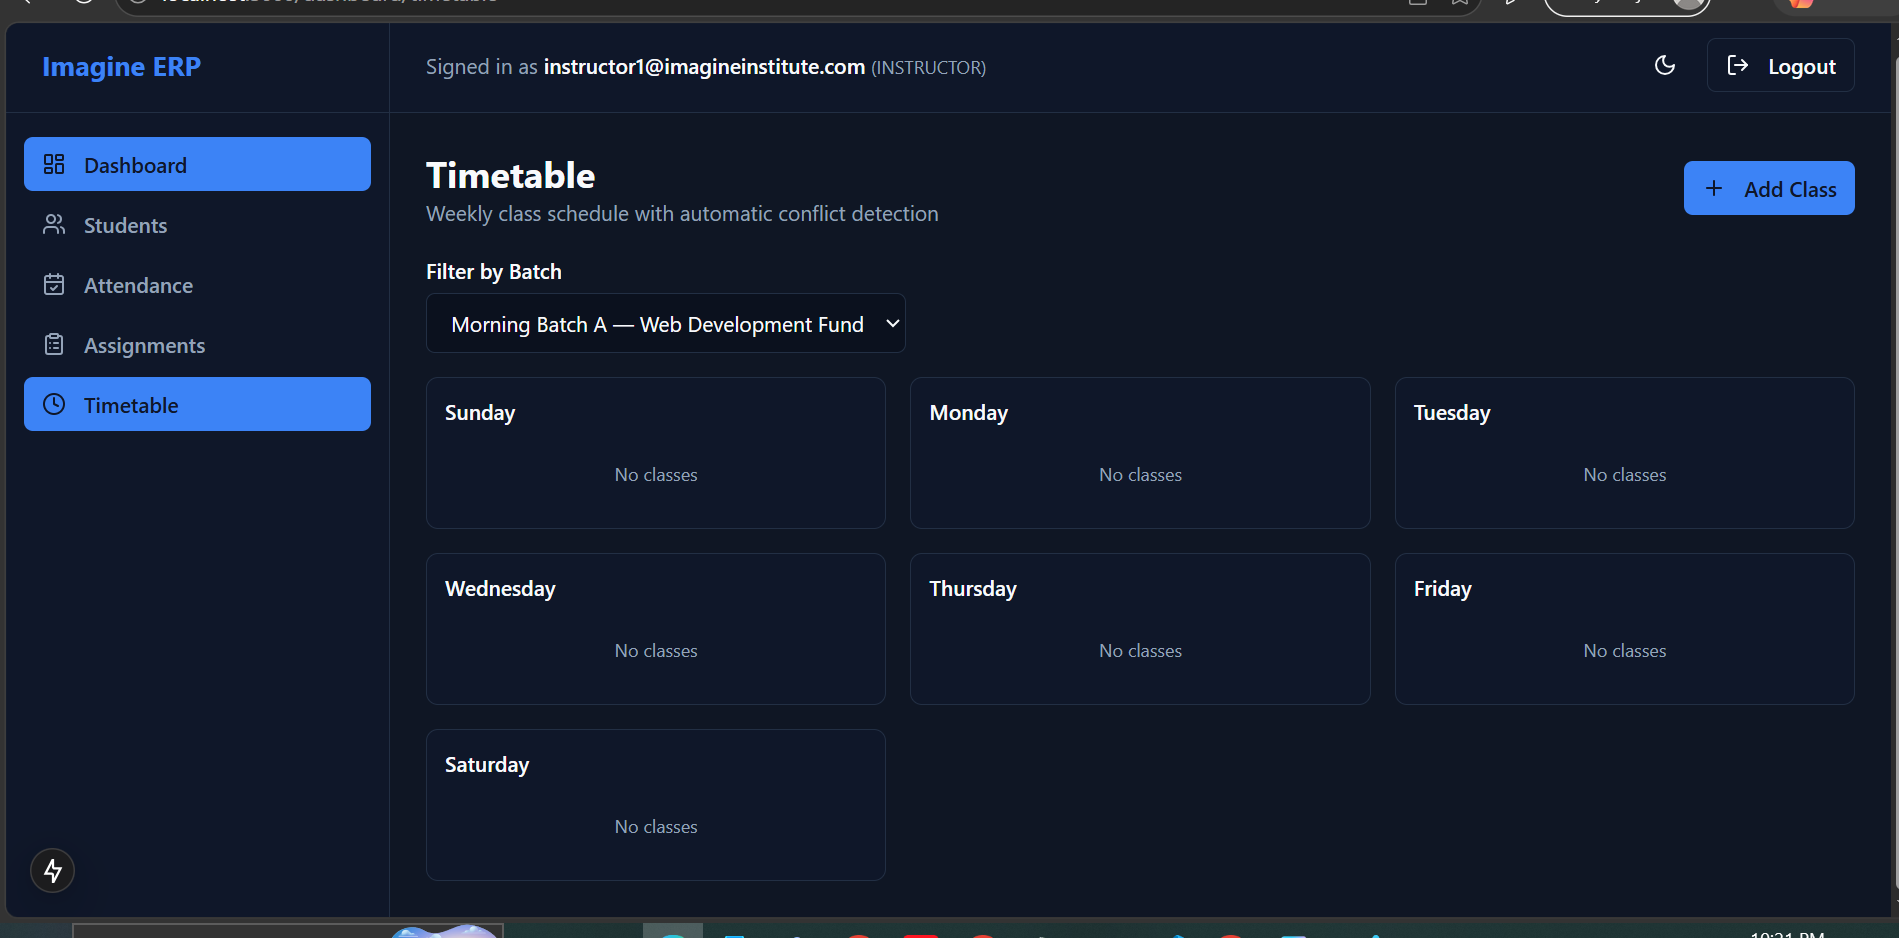 Imagine ERP
Signed in as instructor1@imagineinstitute.com (INSTRUCTOR)
Logout
Dashboard
Students
Attendance
Assignments
Timetable
Timetable
Weekly class schedule with automatic conflict detection
Add Class
Filter by Batch
Morning Batch A — Web Development Fund
Sunday
No classes
Monday
No classes
Tuesday
No classes
Wednesday
No classes
Thursday
No classes
Friday
No classes
Saturday
No classes